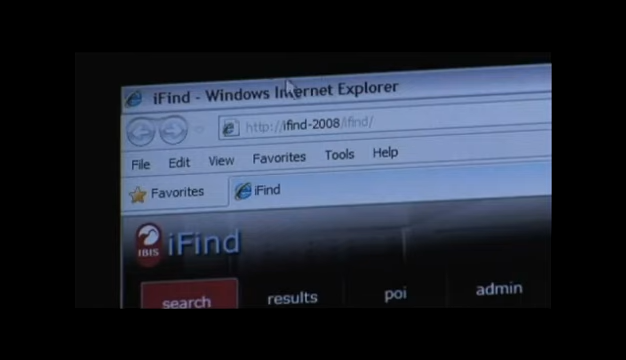 iFind - Windows Internet Explorer
http://ifind-2008/ifind/
File Edit View Favorites Tools Help
Favorites iFind
IBIS iFind
search results poi admin